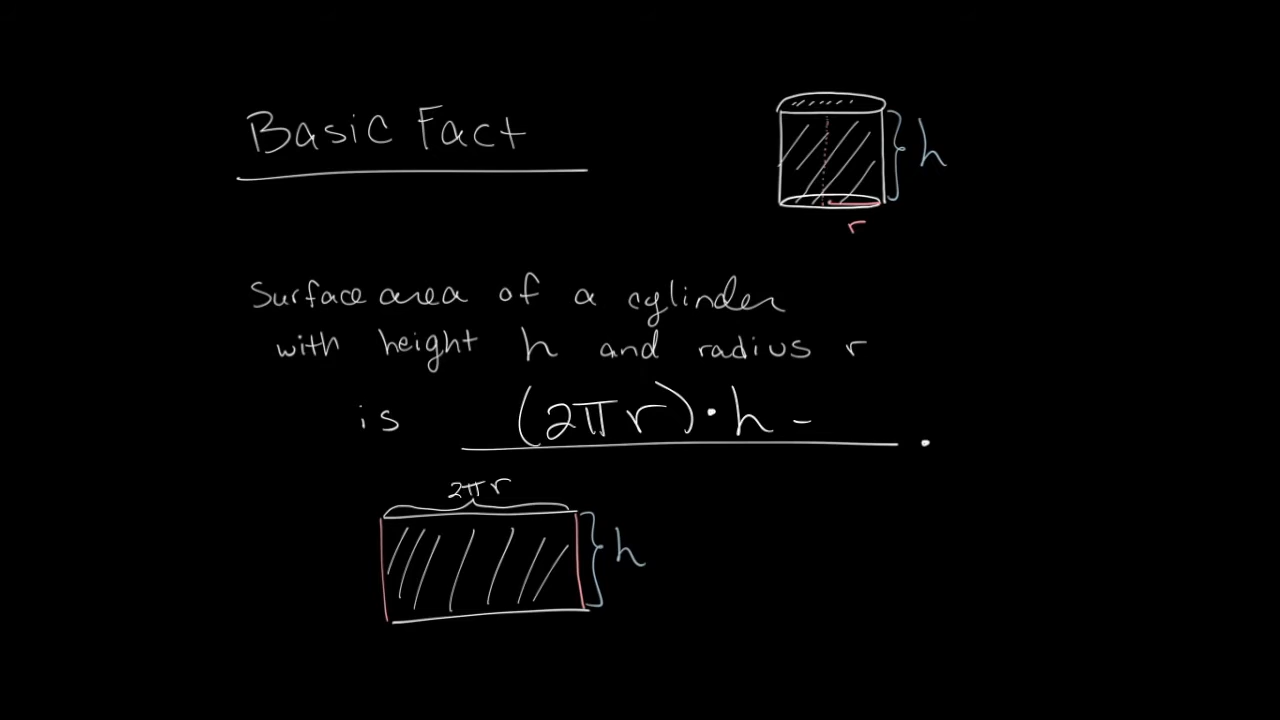 Basic Fact
h
r
Surface area of a cylinder
with height h and radius r
is (2πr)·h - .
2πr
h